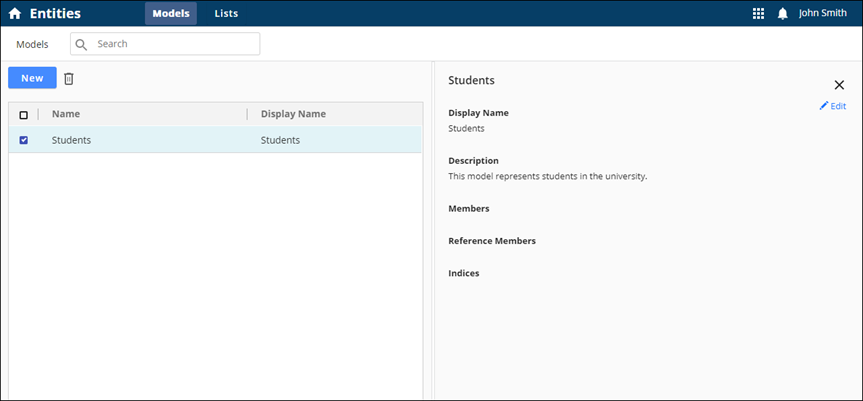 Entities Models Lists John Smith
Models Search
New
Name Display Name
Students Students
Students
Edit
Display Name
Students
Description
This model represents students in the university.
Members
Reference Members
Indices